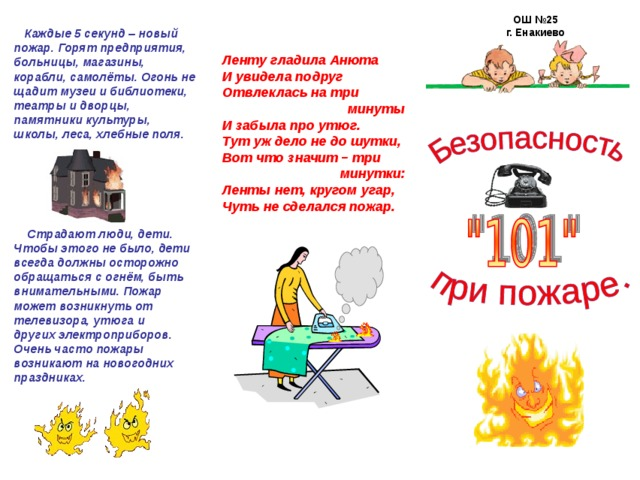 Каждые 5 секунд – новый
пожар. Горят предприятия,
больницы, магазины,
корабли, самолёты. Огонь не
щадит музеи и библиотеки,
театры и дворцы,
памятники культуры,
школы, леса, хлебные поля.
Страдают люди, дети.
Чтобы этого не было, дети
всегда должны осторожно
обращаться с огнём, быть
внимательными. Пожар
может возникнуть от
телевизора, утюга и
других электроприборов.
Очень часто пожары
возникают на новогодних
праздниках.
Ленту гладила Анюта
И увидела подруг
Отвлеклась на три
минуты
И забыла про утюг.
Тут уж дело не до шутки,
Вот что значит – три
минутки:
Ленты нет, кругом угар,
Чуть не сделался пожар.
ОШ №25
г. Енакиево
Безопасность
"101"
при пожаре.